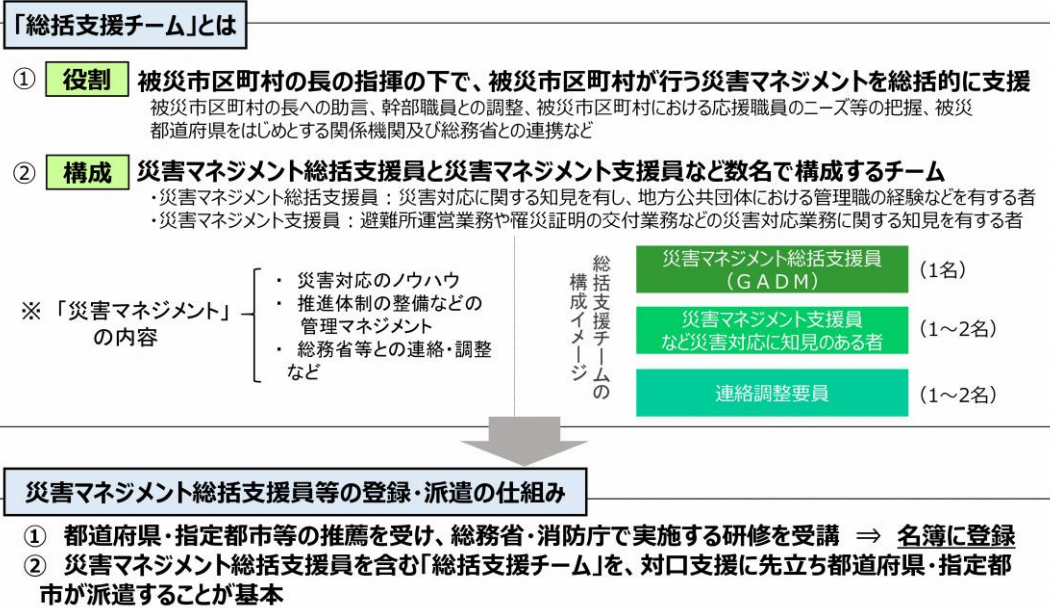 「総括支援チーム」とは
① 役割 被災市区町村の長の指揮の下で、被災市区町村が行う災害マネジメントを総括的に支援
被災市区町村の長への助言、幹部職員との調整、被災市区町村における応援職員のニーズ等の把握、被災
都道府県をはじめとする関係機関及び総務省との連携など
② 構成 災害マネジメント総括支援員と災害マネジメント支援員など数名で構成するチーム
・災害マネジメント総括支援員：災害対応に関する知見を有し、地方公共団体における管理職の経験などを有する者
・災害マネジメント支援員：避難所運営業務や罹災証明の交付業務などの災害対応業務に関する知見を有する者
※ 「災害マネジメント」
の内容
・ 災害対応のノウハウ
・ 推進体制の整備などの
管理マネジメント
・ 総務省等との連絡・調整
など
総括支援チームの
構成イメージ
災害マネジメント総括支援員
（ＧＡＤＭ）
（1名）
災害マネジメント支援員
など災害対応に知見のある者
（1～2名）
連絡調整要員
（1～2名）
災害マネジメント総括支援員等の登録・派遣の仕組み
① 都道府県・指定都市等の推薦を受け、総務省・消防庁で実施する研修を受講 ⇒ 名簿に登録
② 災害マネジメント総括支援員を含む「総括支援チーム」を、対口支援に先立ち都道府県・指定都
市が派遣することが基本